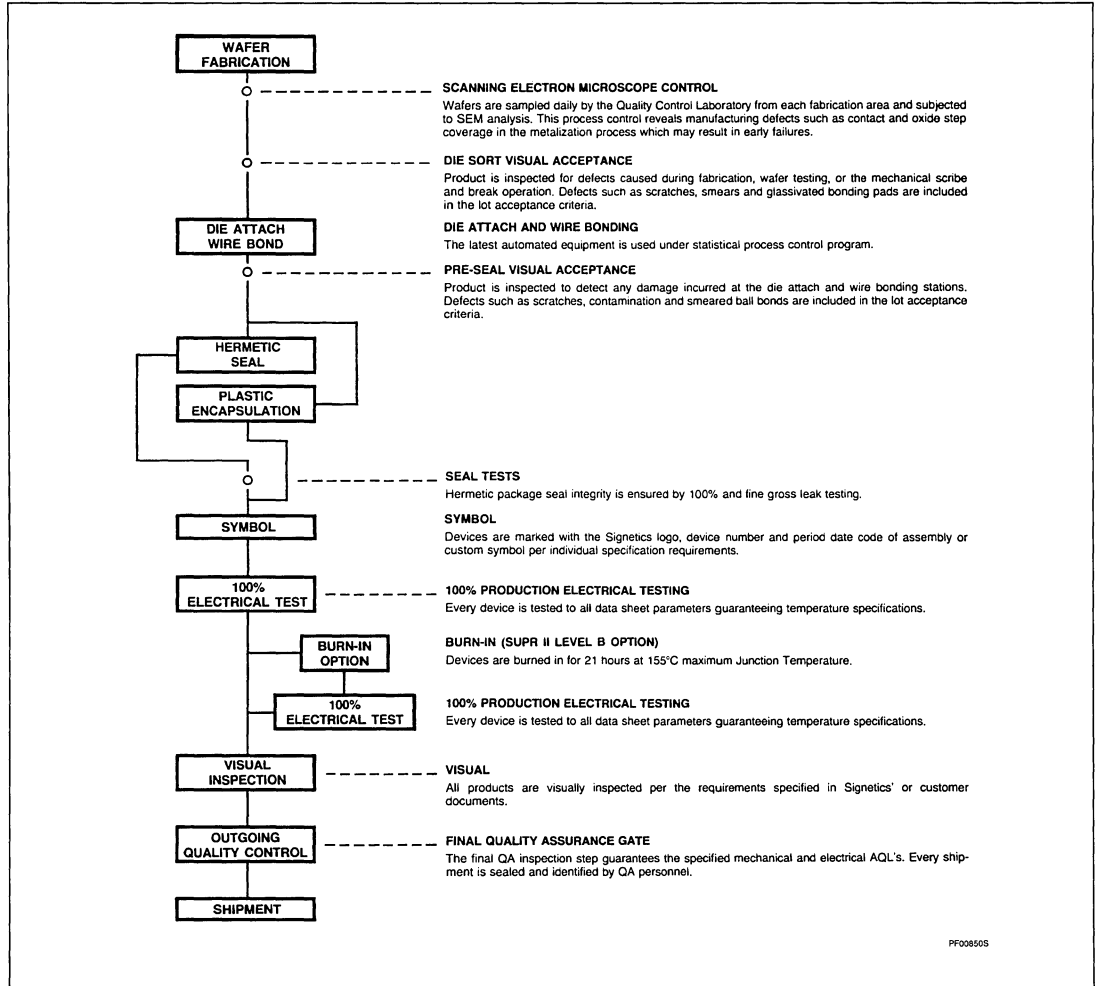 WAFER
FABRICATION
SCANNING ELECTRON MICROSCOPE CONTROL
Wafers are sampled daily by the Quality Control Laboratory from each fabrication area and subjected
to SEM analysis. This process control reveals manufacturing defects such as contact and oxide step
coverage in the metalization process which may result in early failures.
DIE SORT VISUAL ACCEPTANCE
Product is inspected for defects caused during fabrication, wafer testing, or the mechanical scribe
and break operation. Defects such as scratches, smears and glassivated bonding pads are included
in the lot acceptance criteria.
DIE ATTACH
WIRE BOND
DIE ATTACH AND WIRE BONDING
The latest automated equipment is used under statistical process control program.
PRE-SEAL VISUAL ACCEPTANCE
Product is inspected to detect any damage incurred at the die attach and wire bonding stations.
Defects such as scratches, contamination and smeared ball bonds are included in the lot acceptance
criteria.
HERMETIC
SEAL
PLASTIC
ENCAPSULATION
SEAL TESTS
Hermetic package seal integrity is ensured by 100% and fine gross leak testing.
SYMBOL
SYMBOL
Devices are marked with the Signetics logo, device number and period date code of assembly or
custom symbol per individual specification requirements.
100%
ELECTRICAL TEST
100% PRODUCTION ELECTRICAL TESTING
Every device is tested to all data sheet parameters guaranteeing temperature specifications.
BURN-IN
OPTION
BURN-IN (SUPR II LEVEL B OPTION)
Devices are burned in for 21 hours at 155°C maximum Junction Temperature.
100%
ELECTRICAL TEST
100% PRODUCTION ELECTRICAL TESTING
Every device is tested to all data sheet parameters guaranteeing temperature specifications.
VISUAL
INSPECTION
VISUAL
All products are visually inspected per the requirements specified in Signetics' or customer
documents.
OUTGOING
QUALITY CONTROL
FINAL QUALITY ASSURANCE GATE
The final QA inspection step guarantees the specified mechanical and electrical AQL's. Every ship-
ment is sealed and identified by QA personnel.
SHIPMENT
PF00850S